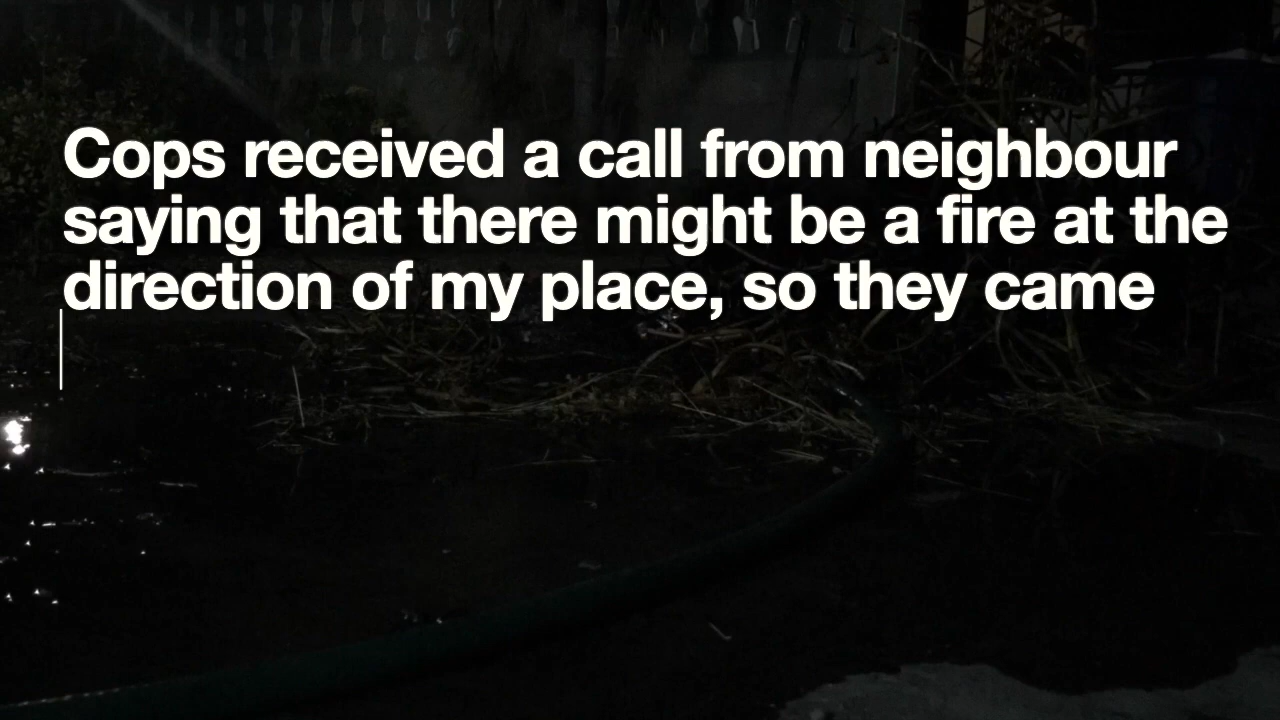 Cops received a call from neighbour
saying that there might be a fire at the
direction of my place, so they came